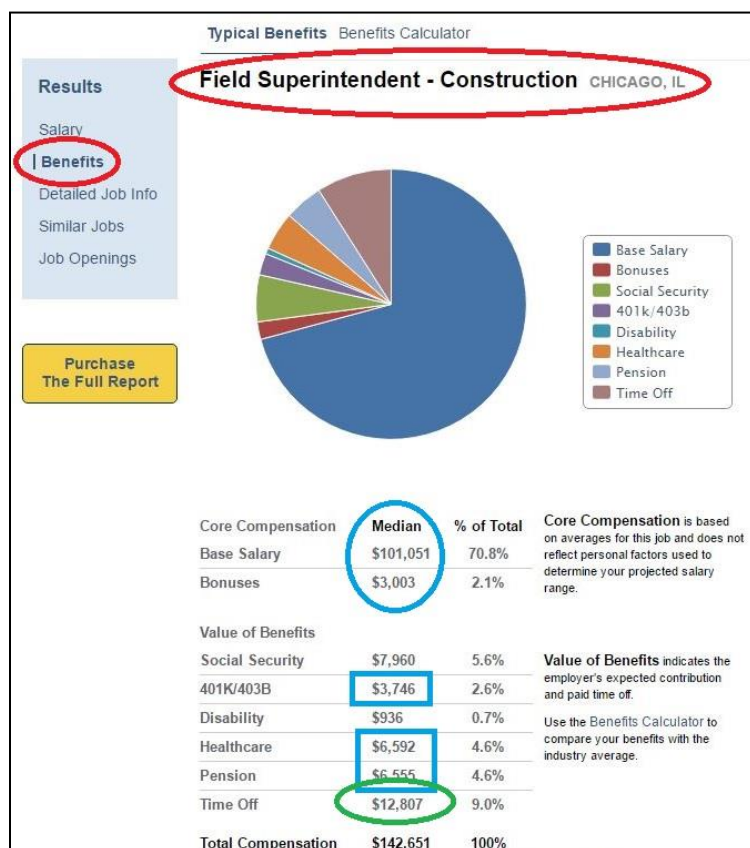 Typical Benefits Benefits Calculator
Results
Salary
Benefits
Detailed Job Info
Similar Jobs
Job Openings
Purchase
The Full Report
Field Superintendent - Construction CHICAGO, IL
Base Salary
Bonuses
Social Security
401k/403b
Disability
Healthcare
Pension
Time Off
Core Compensation Median % of Total
Base Salary $101,051 70.8%
Bonuses $3,003 2.1%
Value of Benefits
Social Security $7,960 5.6%
401K/403B $3,746 2.6%
Disability $936 0.7%
Healthcare $6,592 4.6%
Pension $6,555 4.6%
Time Off $12,807 9.0%
Total Compensation $142,651 100%
Core Compensation is based
on averages for this job and does not
reflect personal factors used to
determine your projected salary
range.
Value of Benefits indicates the
employer's expected contribution
and paid time off.
Use the Benefits Calculator to
compare your benefits with the
industry average.